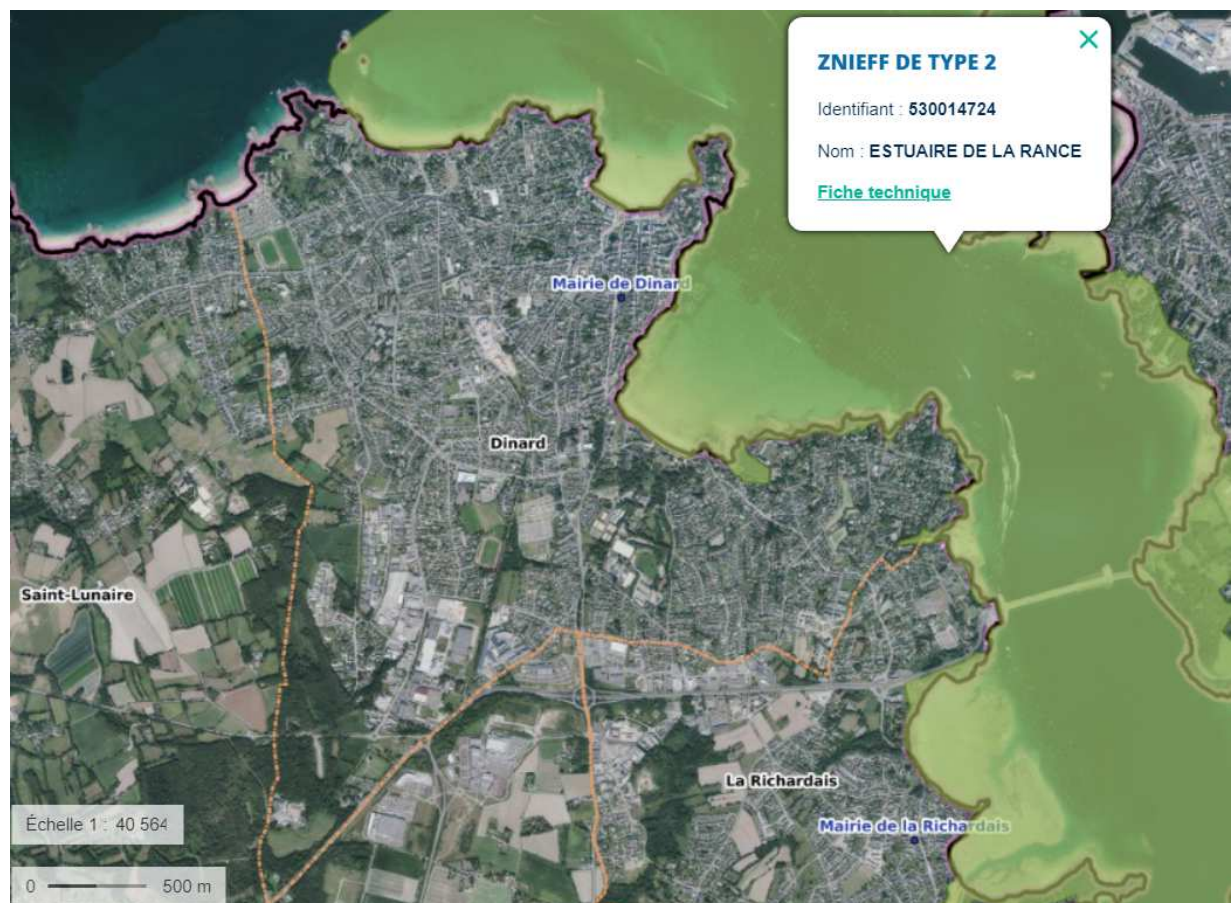 ZNIEFF DE TYPE 2
Identifiant : 530014724
Nom : ESTUAIRE DE LA RANCE
Fiche technique
Mairie de Dinard
Dinard
Saint-Lunaire
La Richardais
Mairie de la Richardais
Échelle 1 : 40 564
0 500 m